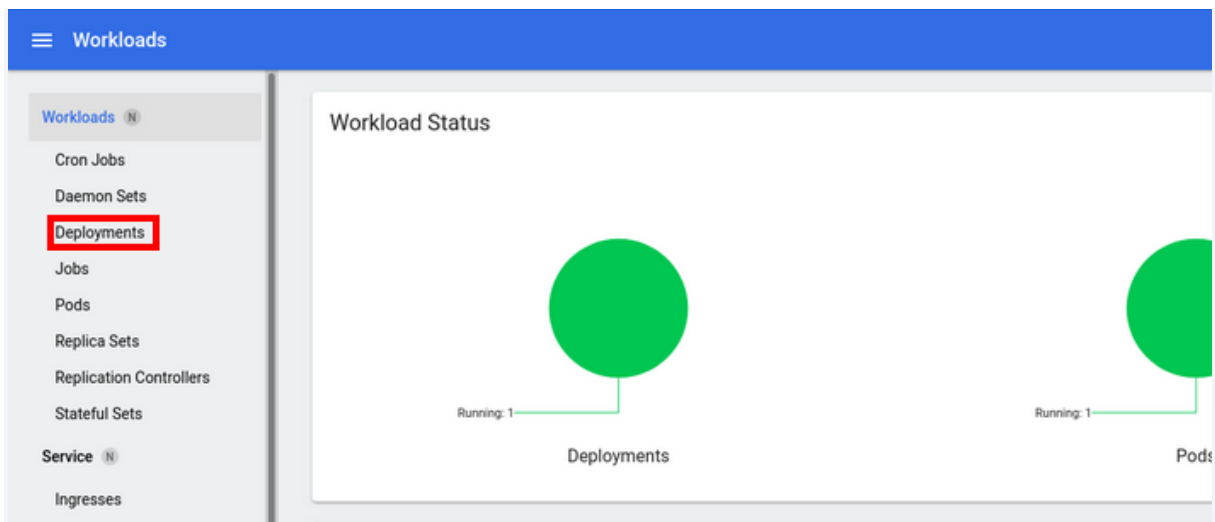 Workloads
Workloads N
Cron Jobs
Daemon Sets
Deployments
Jobs
Pods
Replica Sets
Replication Controllers
Stateful Sets
Service N
Ingresses
Workload Status
Running: 1
Deployments
Running: 1
Pods